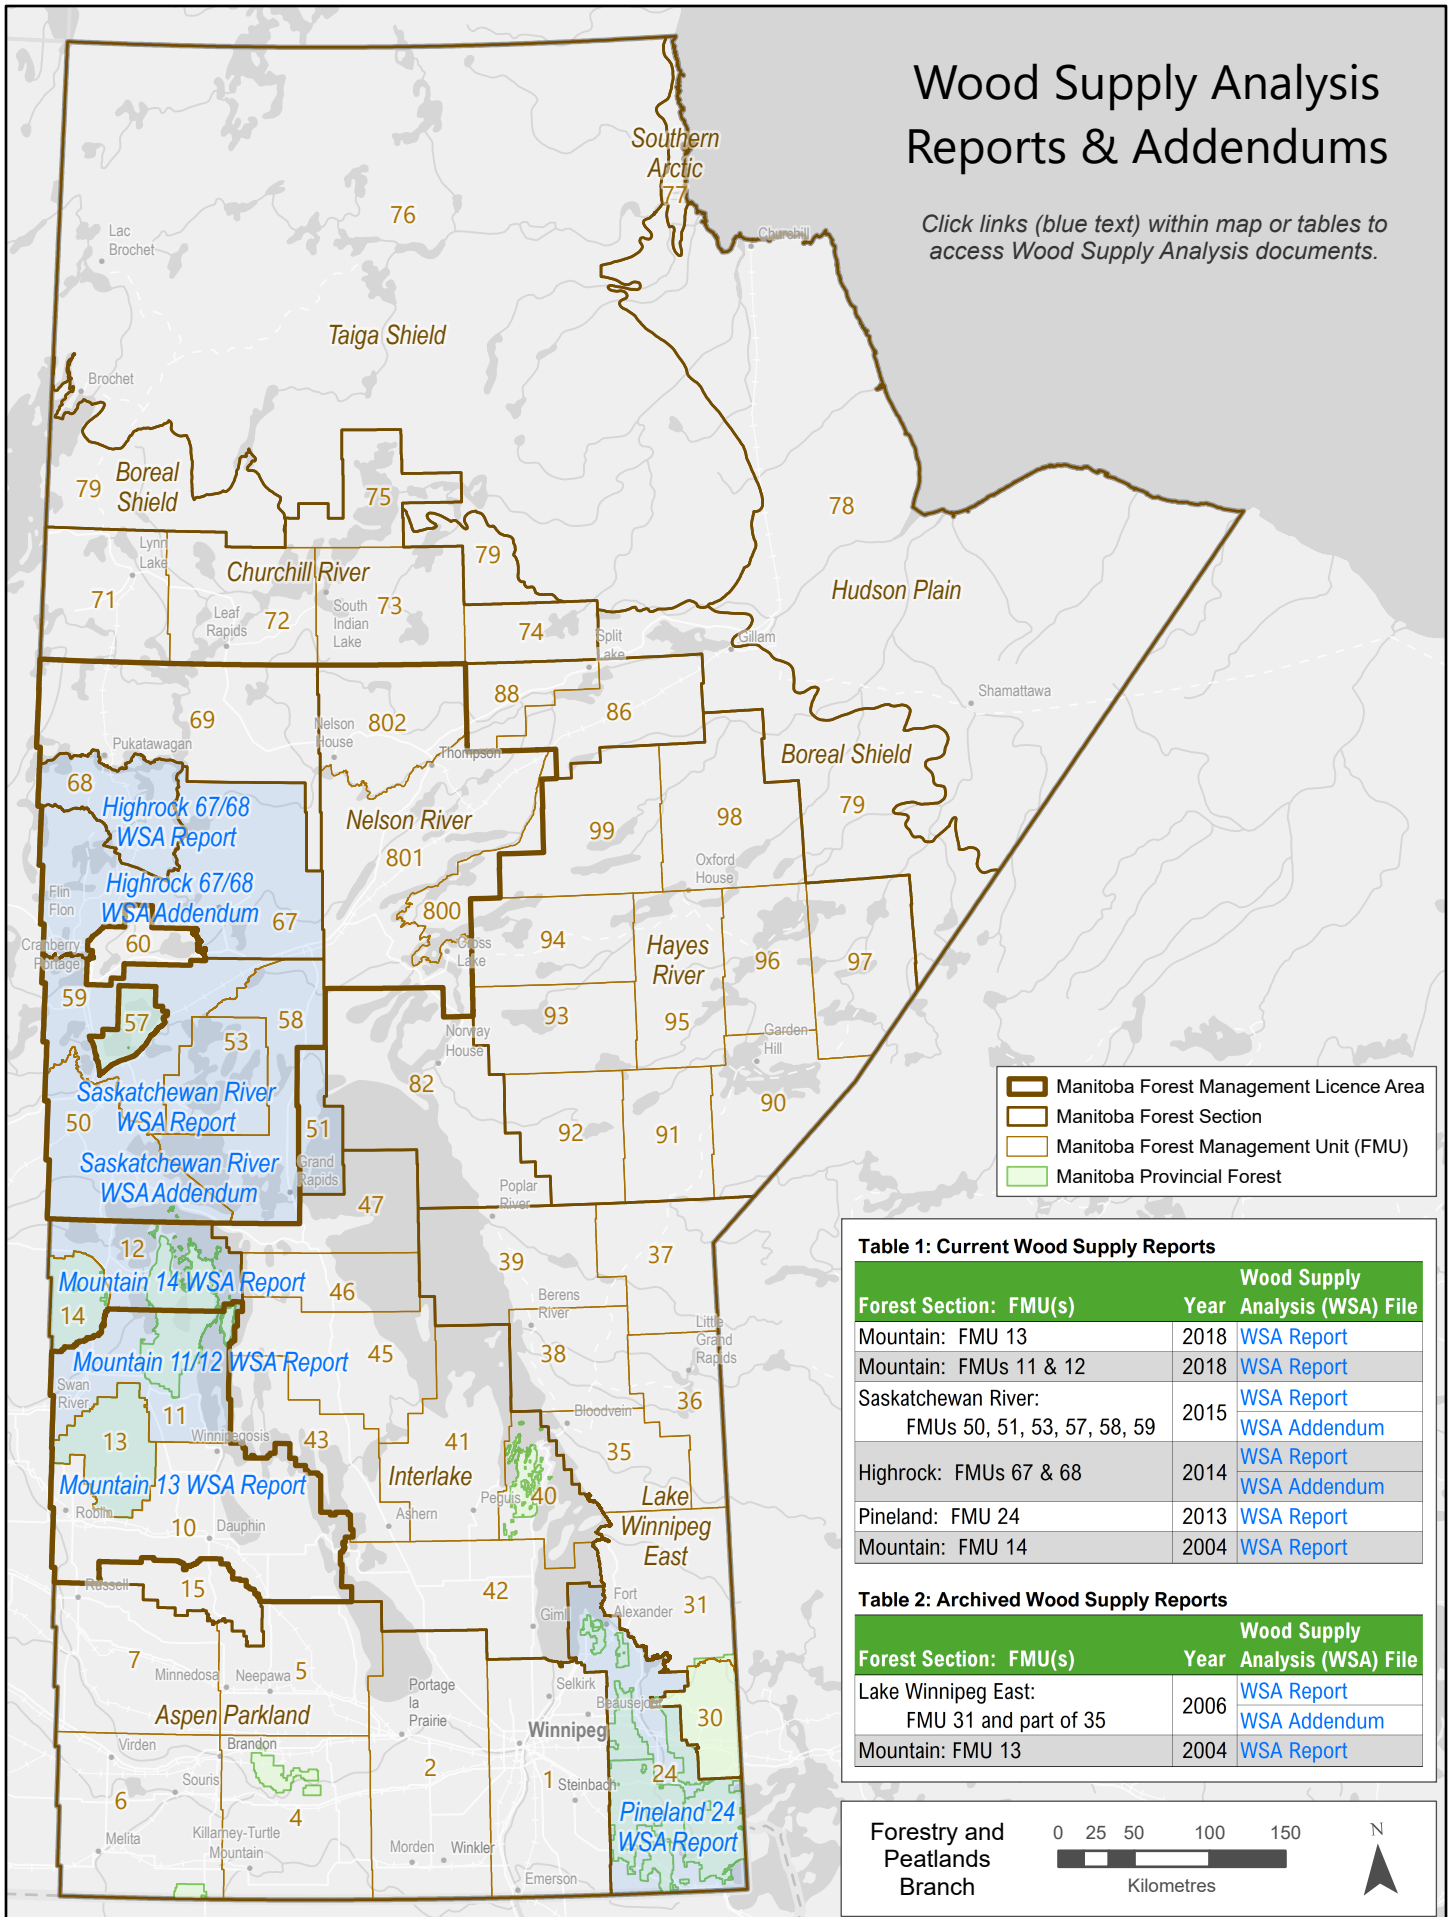 Wood Supply Analysis
Reports & Addendums
Click links (blue text) within map or tables to
access Wood Supply Analysis documents.
Southern
Arctic
77
76
Lac
Brochet
Churchill
Taiga Shield
Brochet
Boreal
Shield
79
75
78
Lynn
Lake
79
Churchill River
Hudson Plain
71
Leaf
Rapids
72
South
Indian
Lake
73
74
Split
Lake
Gillam
88
86
Shamattawa
69
Nelson
House
802
Pukatawagan
Thompson
Boreal Shield
79
68
Highrock 67/68
WSA Report
Nelson River
801
99
98
Oxford
House
Highrock 67/68
WSA Addendum
Flin
Flon
67
800
Cranberry
Portage
60
Cross
Lake
94
Hayes
River
96
97
59
57
53
58
93
95
Norway
House
Garden
Hill
82
90
Saskatchewan River
WSA Report
50
51
92
91
Saskatchewan River
WSA Addendum
Grand
Rapids
Poplar
River
47
12
39
37
Mountain 14 WSA Report
46
Berens
River
14
Little
Grand
Rapids
Mountain 11/12 WSA Report
45
38
Swan
River
36
11
Bloodvein
13
Winnipegosis
43
41
35
Interlake
Mountain 13 WSA Report
Peguis
40
Lake
Winnipeg
East
Roblin
Ashern
10
Dauphin
Russell
15
42
Fort
Alexander
31
Gimli
7
Minnedosa
Neepawa
5
Portage
la
Prairie
Selkirk
Beausejour
30
Aspen Parkland
Winnipeg
Virden
Brandon
2
1
Steinbach
24
Souris
6
4
Pineland 24
WSA Report
Melita
Killarney-Turtle
Mountain
Morden
Winkler
Emerson
Manitoba Forest Management Licence Area
Manitoba Forest Section
Manitoba Forest Management Unit (FMU)
Manitoba Provincial Forest
Table 1: Current Wood Supply Reports
Forest Section: FMU(s) Year Wood Supply
Analysis (WSA) File
Mountain: FMU 13 2018 WSA Report
Mountain: FMUs 11 & 12 2018 WSA Report
Saskatchewan River: 2015 WSA Report
FMUs 50, 51, 53, 57, 58, 59 WSA Addendum
Highrock: FMUs 67 & 68 2014 WSA Report
WSA Addendum
Pineland: FMU 24 2013 WSA Report
Mountain: FMU 14 2004 WSA Report
Table 2: Archived Wood Supply Reports
Forest Section: FMU(s) Year Wood Supply
Analysis (WSA) File
Lake Winnipeg East: 2006 WSA Report
FMU 31 and part of 35 WSA Addendum
Mountain: FMU 13 2004 WSA Report
Forestry and
Peatlands
Branch
0 25 50 100 150
Kilometres
N